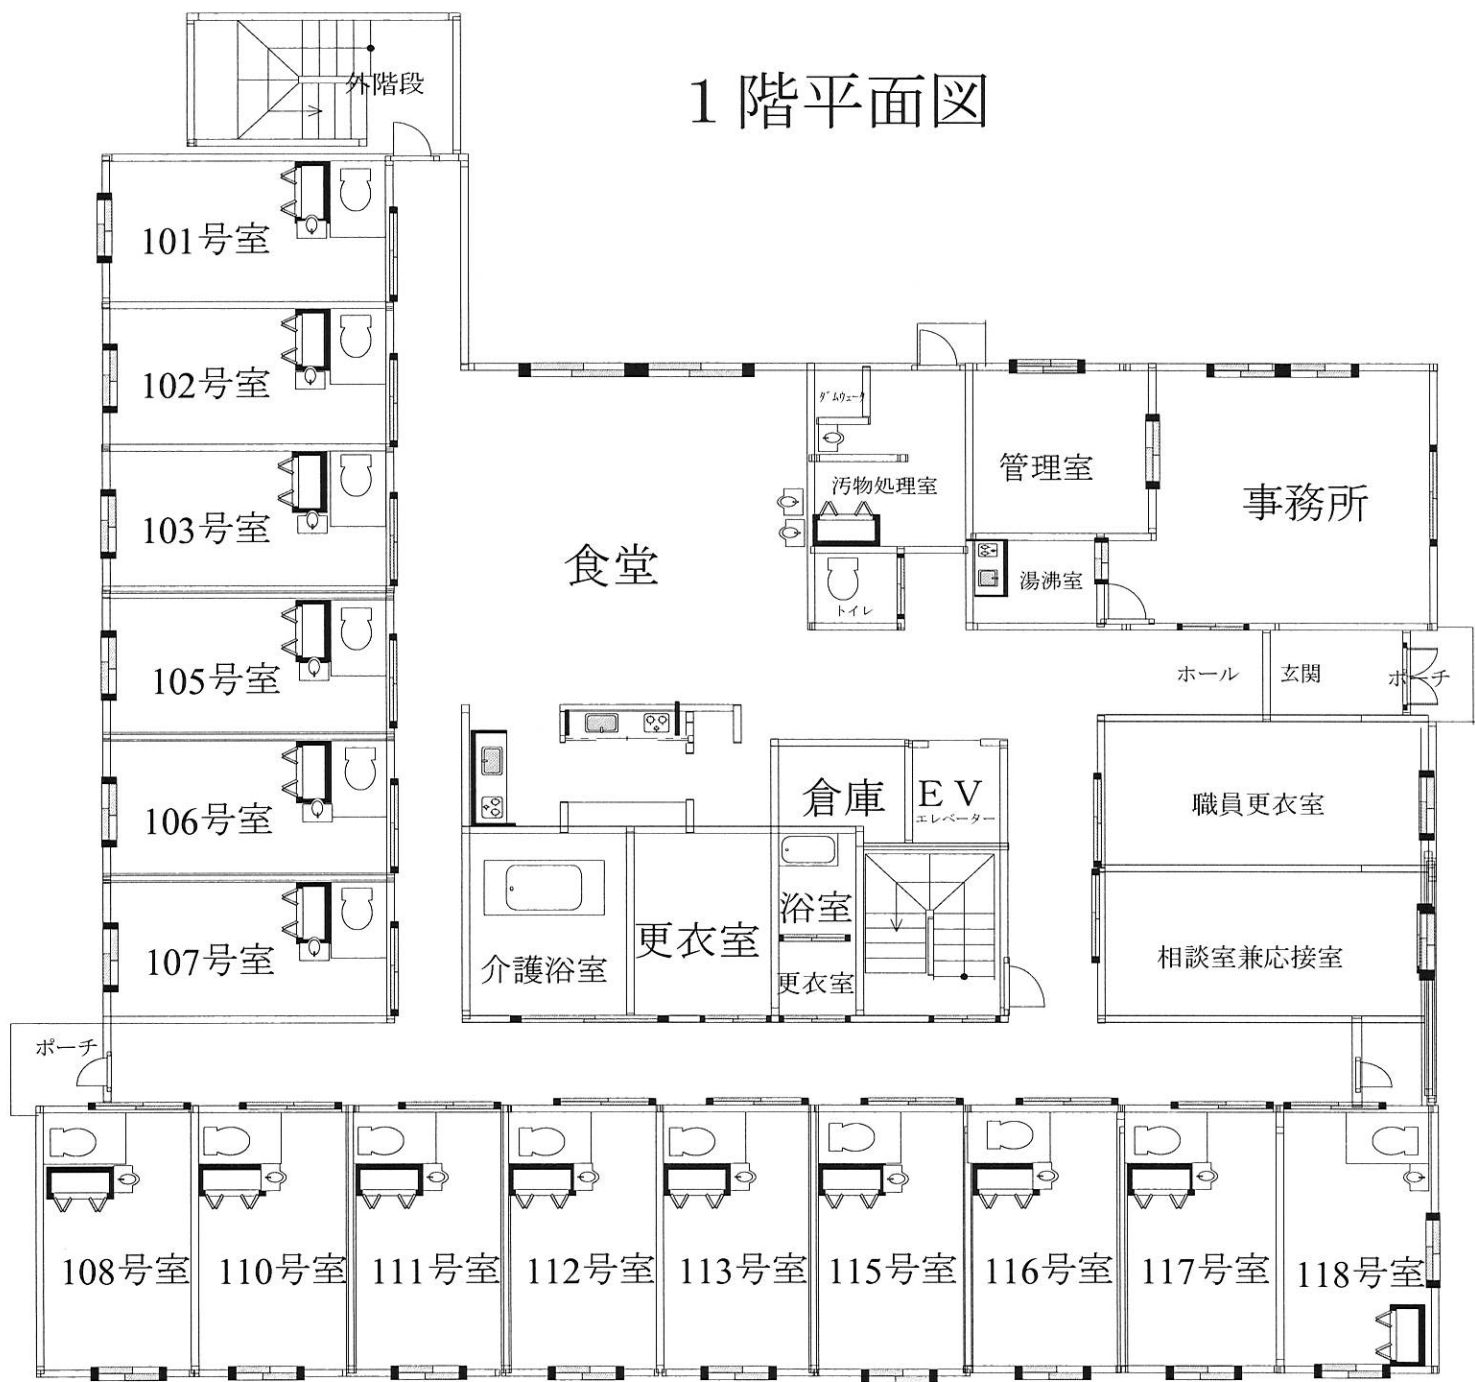 1階平面図
外階段
101号室
102号室
103号室
105号室
106号室
107号室
食堂
ダムウェータ
汚物処理室
トイレ
管理室
湯沸室
事務所
ホール
玄関
ポーチ
倉庫
EV
エレベーター
職員更衣室
相談室兼応接室
介護浴室
更衣室
浴室
更衣室
ポーチ
108号室
110号室
111号室
112号室
113号室
115号室
116号室
117号室
118号室